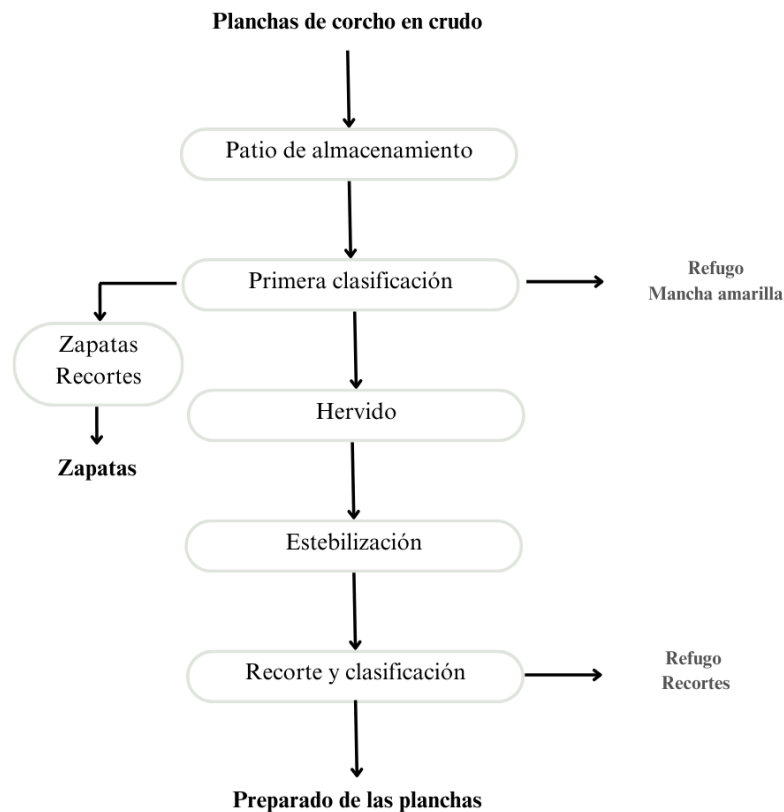 Planchas de corcho en crudo
Patio de almacenamiento
Primera clasificación
Refugo
Mancha amarilla
Zapatas
Recortes
Hervido
Zapatas
Estebilización
Recorte y clasificación
Refugo
Recortes
Preparado de las planchas